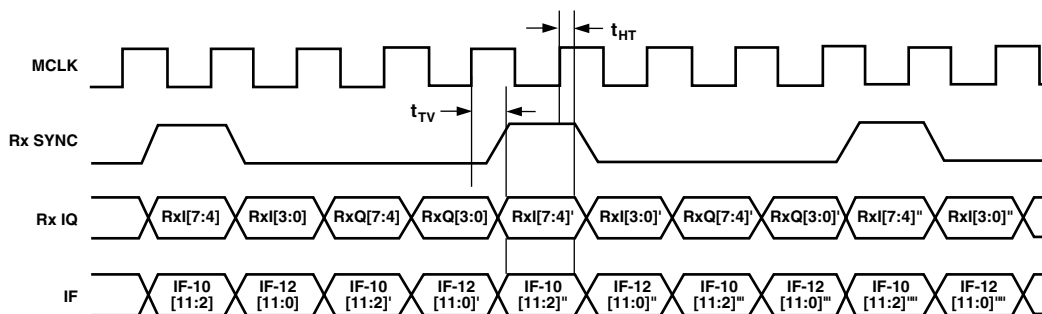 t_HT
MCLK
t_TV
Rx SYNC
Rx IQ RxI[7:4] RxI[3:0] RxQ[7:4] RxQ[3:0] RxI[7:4]' RxI[3:0]' RxQ[7:4]' RxQ[3:0]' RxI[7:4]" RxI[3:0]"
IF-10 IF-12 IF-10 IF-12 IF-10 IF-12 IF-10 IF-12 IF-10 IF-12
IF [11:2] [11:0] [11:2]' [11:0]' [11:2]" [11:0]" [11:2]"' [11:0]"' [11:2]"" [11:0]""